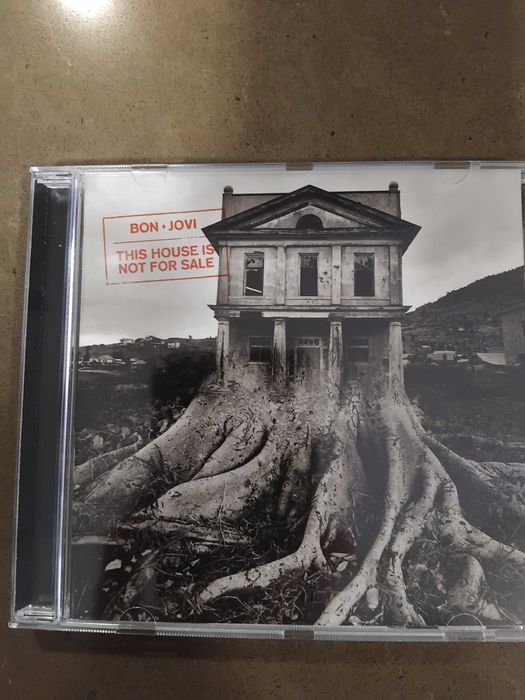 BON • JOVI
THIS HOUSE IS
NOT FOR SALE